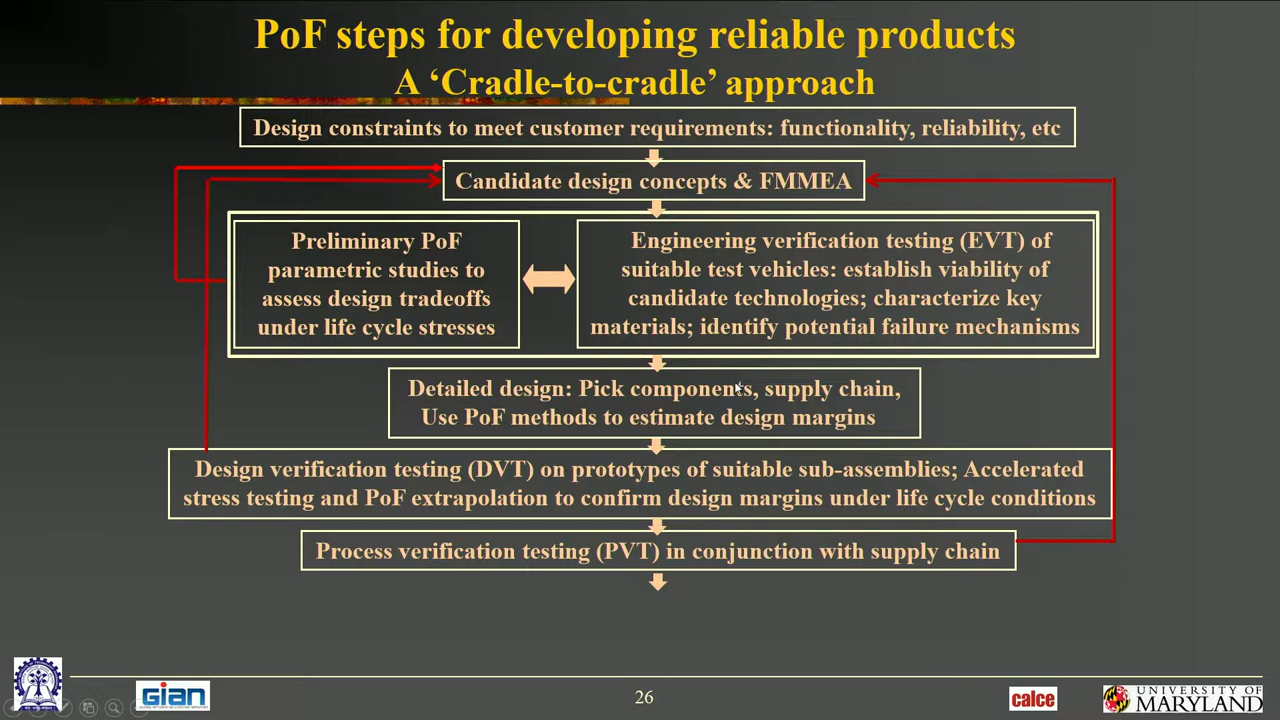 PoF steps for developing reliable products
A ‘Cradle-to-cradle’ approach
Design constraints to meet customer requirements: functionality, reliability, etc
Candidate design concepts & FMMEA
Preliminary PoF
parametric studies to
assess design tradeoffs
under life cycle stresses
Engineering verification testing (EVT) of
suitable test vehicles: establish viability of
candidate technologies; characterize key
materials; identify potential failure mechanisms
Detailed design: Pick components, supply chain,
Use PoF methods to estimate design margins
Design verification testing (DVT) on prototypes of suitable sub-assemblies; Accelerated
stress testing and PoF extrapolation to confirm design margins under life cycle conditions
Process verification testing (PVT) in conjunction with supply chain
GIAN
26
calce
UNIVERSITY OF
MARYLAND